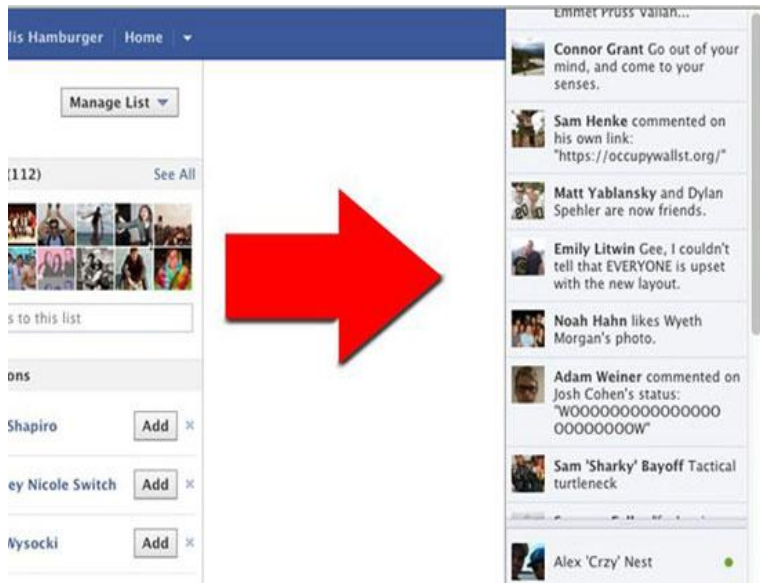 lis Hamburger Home
Manage List
(112) See All
s to this list
ons
Shapiro Add ×
ey Nicole Switch Add ×
Wysocki Add ×
Emmet Pruss Vallan...
Connor Grant Go out of your
mind, and come to your
senses.
Sam Henke commented on
his own link:
"https://occupywallst.org/"
Matt Yablansky and Dylan
Spehler are now friends.
Emily Litwin Gee, I couldn't
tell that EVERYONE is upset
with the new layout.
Noah Hahn likes Wyeth
Morgan's photo.
Adam Weiner commented on
Josh Cohen's status:
"WOOOOOOOOOOOOOOO
OOOOOOOOW"
Sam 'Sharky' Bayoff Tactical
turtleneck
Alex 'Crzy' Nest